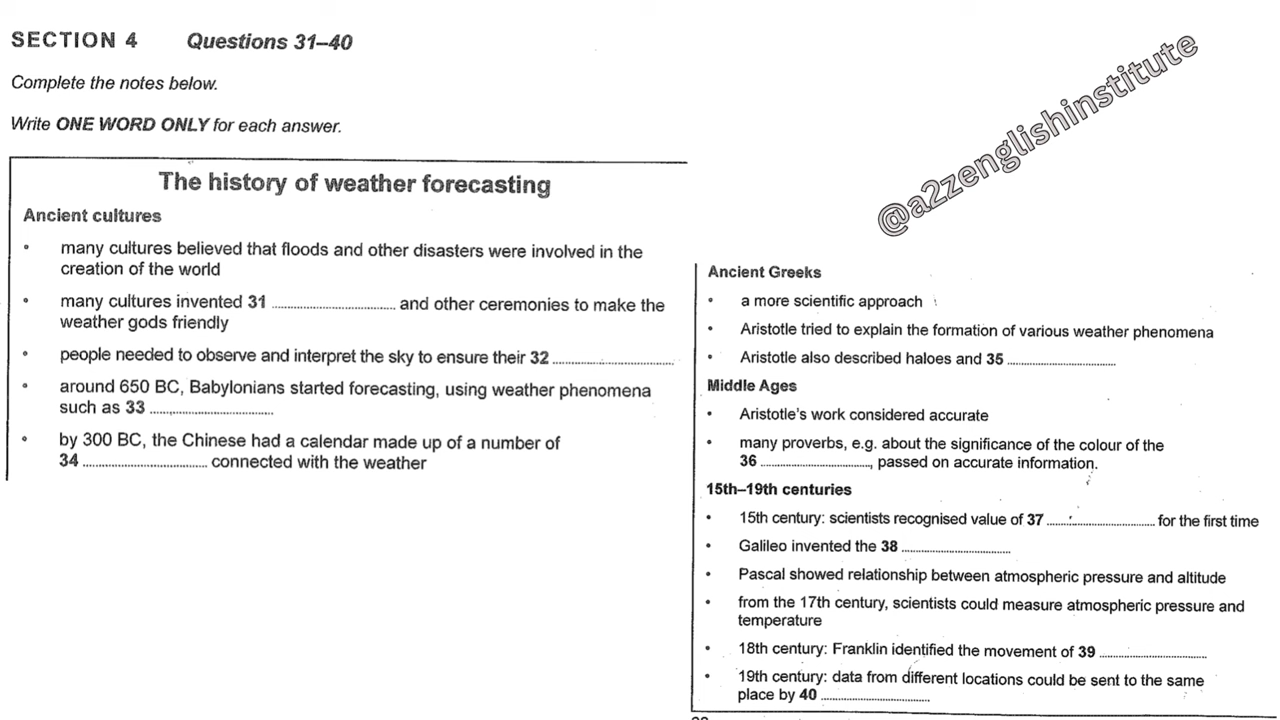 SECTION 4 Questions 31–40
Complete the notes below.
Write ONE WORD ONLY for each answer.
The history of weather forecasting
Ancient cultures
• many cultures believed that floods and other disasters were involved in the
creation of the world
• many cultures invented 31 .................................. and other ceremonies to make the
weather gods friendly
• people needed to observe and interpret the sky to ensure their 32 ..................................
• around 650 BC, Babylonians started forecasting, using weather phenomena
such as 33 ..................................
• by 300 BC, the Chinese had a calendar made up of a number of
34 .................................. connected with the weather
@a2zenglishinstitute
Ancient Greeks
• a more scientific approach
• Aristotle tried to explain the formation of various weather phenomena
• Aristotle also described haloes and 35 ..................................
Middle Ages
• Aristotle's work considered accurate
• many proverbs, e.g. about the significance of the colour of the
36 .................................., passed on accurate information.
15th–19th centuries
• 15th century: scientists recognised value of 37 .................................. for the first time
• Galileo invented the 38 ..................................
• Pascal showed relationship between atmospheric pressure and altitude
• from the 17th century, scientists could measure atmospheric pressure and
temperature
• 18th century: Franklin identified the movement of 39 ..................................
• 19th century: data from different locations could be sent to the same
place by 40 ..................................